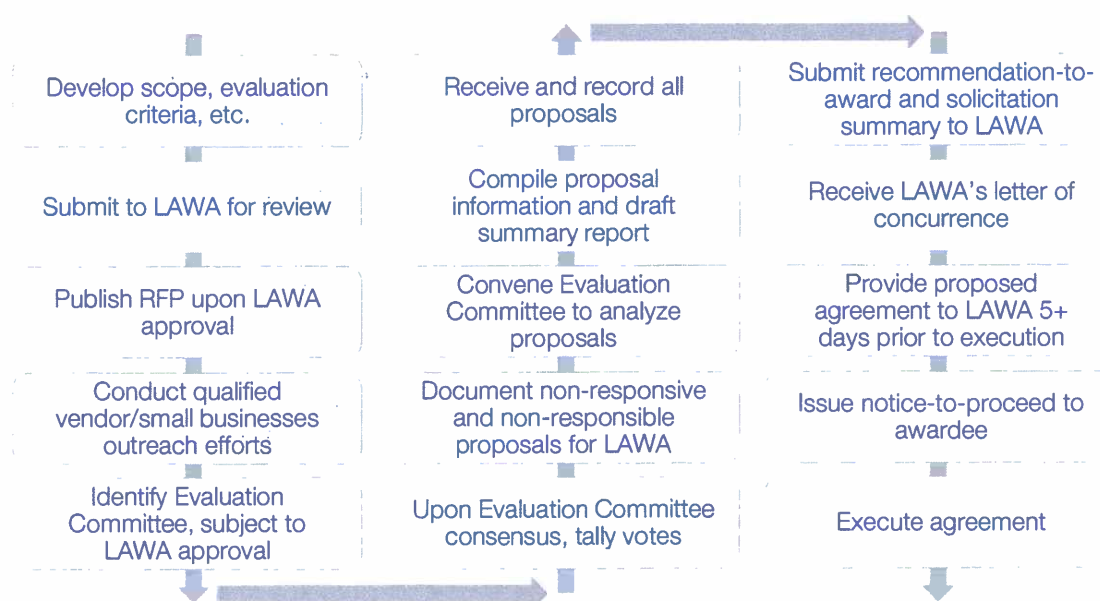 Develop scope, evaluation
criteria, etc.
Submit to LAWA for review
Publish RFP upon LAWA
approval
Conduct qualified
vendor/small businesses
outreach efforts
Identify Evaluation
Committee, subject to
LAWA approval
Receive and record all
proposals
Compile proposal
information and draft
summary report
Convene Evaluation
Committee to analyze
proposals
Document non-responsive
and non-responsible
proposals for LAWA
Upon Evaluation Committee
consensus, tally votes
Submit recommendation-to-
award and solicitation
summary to LAWA
Receive LAWA's letter of
concurrence
Provide proposed
agreement to LAWA 5+
days prior to execution
Issue notice-to-proceed to
awardee
Execute agreement